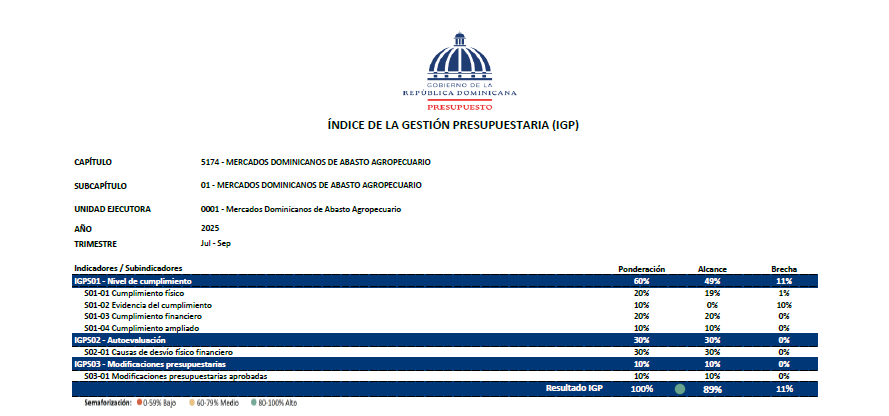 GOBIERNO DE LA
REPÚBLICA DOMINICANA
PRESUPUESTO
ÍNDICE DE LA GESTIÓN PRESUPUESTARIA (IGP)
CAPÍTULO 5174 - MERCADOS DOMINICANOS DE ABASTO AGROPECUARIO
SUBCAPÍTULO 01 - MERCADOS DOMINICANOS DE ABASTO AGROPECUARIO
UNIDAD EJECUTORA 0001 - Mercados Dominicanos de Abasto Agropecuario
AÑO 2025
TRIMESTRE Jul - Sep
Indicadores / Subindicadores Ponderación Alcance Brecha
IGPS01 - Nivel de cumplimiento 60% 49% 11%
S01-01 Cumplimiento físico 20% 19% 1%
S01-02 Evidencia del cumplimiento 10% 0% 10%
S01-03 Cumplimiento financiero 20% 20% 0%
S01-04 Cumplimiento ampliado 10% 10% 0%
IGPS02 - Autoevaluación 30% 30% 0%
S02-01 Causas de desvío físico financiero 30% 30% 0%
IGPS03 - Modificaciones presupuestarias 10% 10% 0%
S03-01 Modificaciones presupuestarias aprobadas 10% 10% 0%
Resultado IGP 100% 89% 11%
Semaforización: 0-59% Bajo 60-79% Medio 80-100% Alto